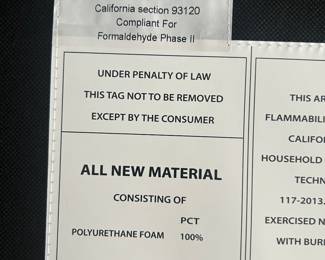 California section 93120
Compliant For
Formaldehyde Phase II
UNDER PENALTY OF LAW
THIS TAG NOT TO BE REMOVED
EXCEPT BY THE CONSUMER
ALL NEW MATERIAL
CONSISTING OF
PCT
POLYURETHANE FOAM 100%
THIS AR
FLAMMABILI
CALIFO
HOUSEHOLD
TECHN
117-2013.
EXERCISED N
WITH BUR